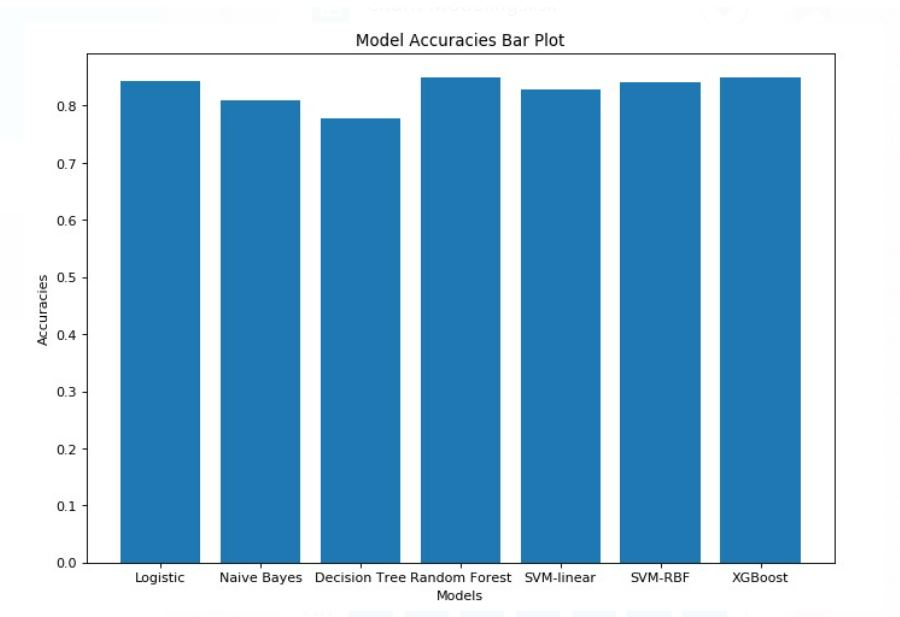 Model Accuracies Bar Plot
0.8
0.7
0.6
0.5
0.4
0.3
0.2
0.1
0.0
Accuracies
Logistic Naive Bayes Decision Tree Random Forest SVM-linear SVM-RBF XGBoost
Models